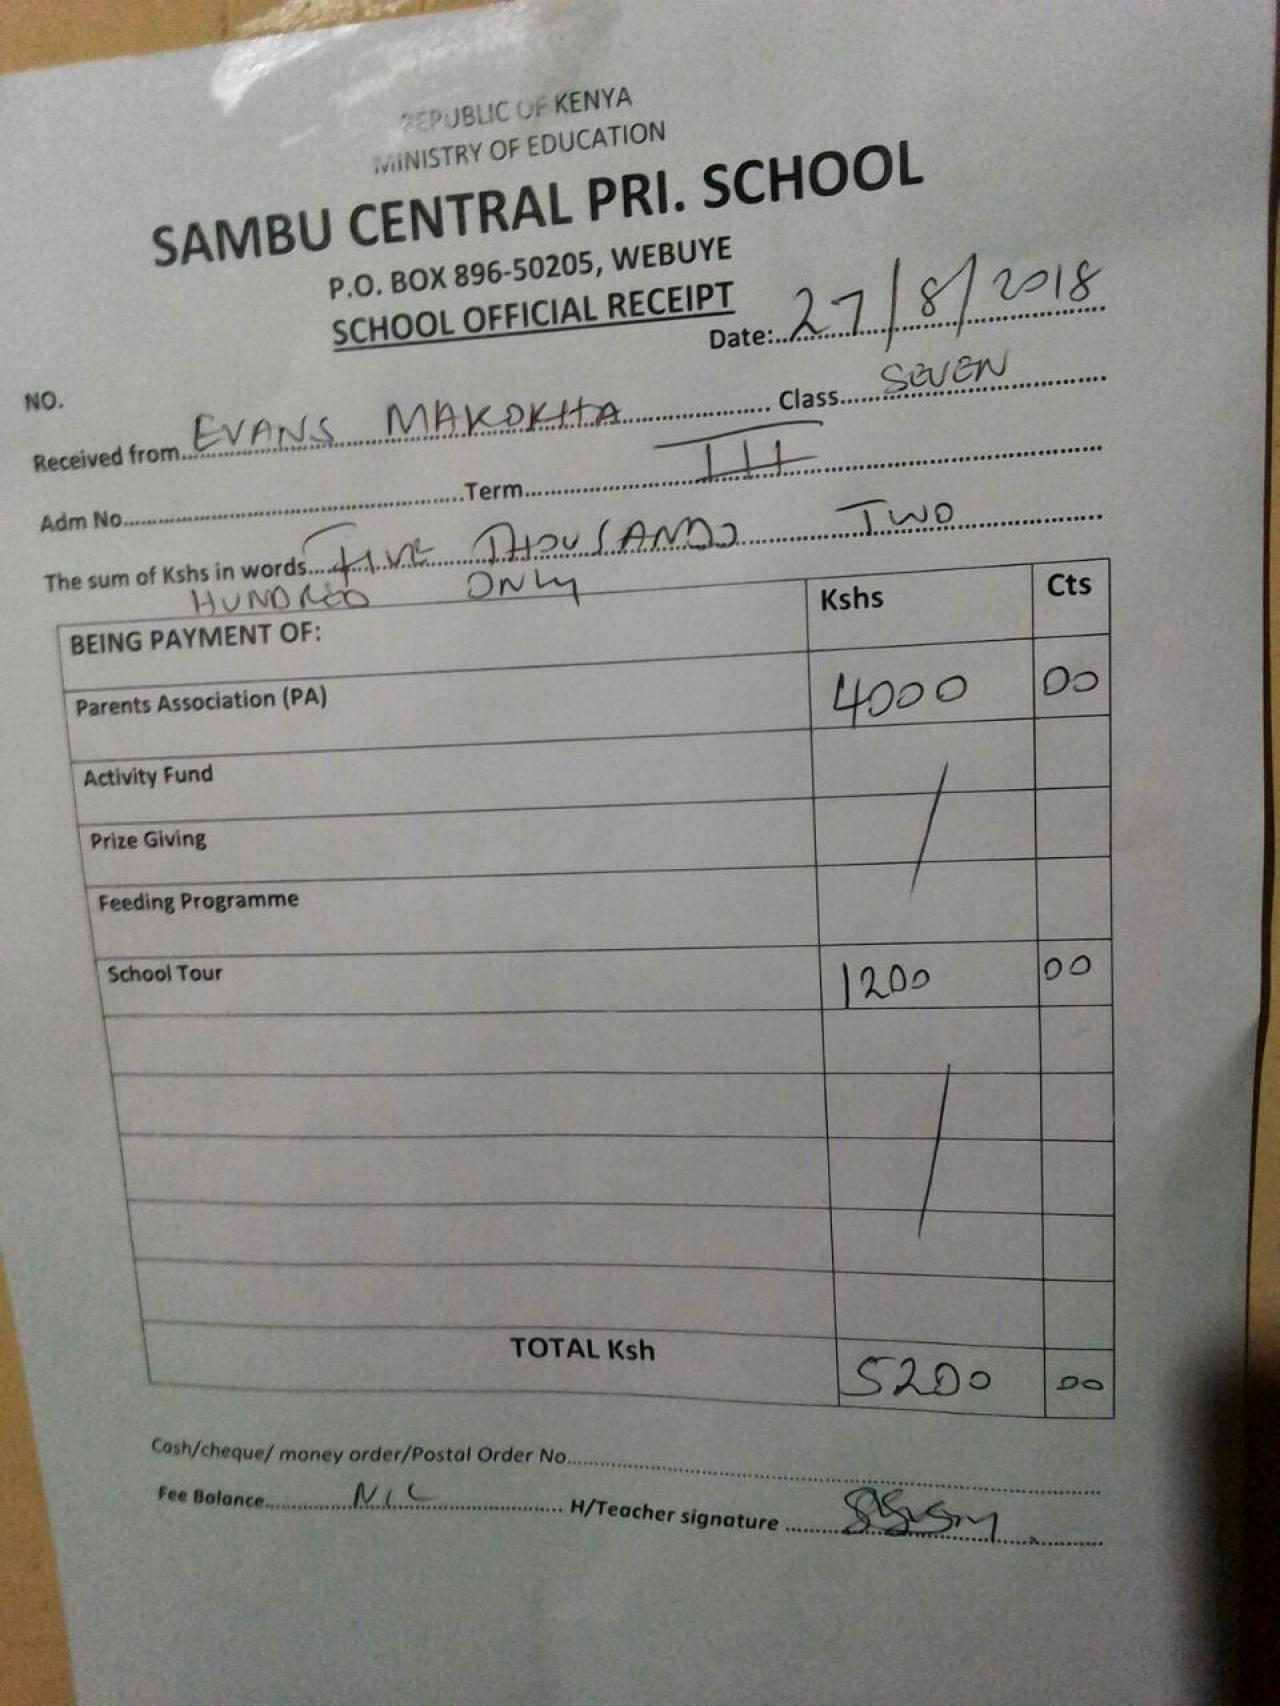 REPUBLIC OF KENYA
MINISTRY OF EDUCATION
SAMBU CENTRAL PRI. SCHOOL
P.O. BOX 896-50205, WEBUYE
SCHOOL OFFICIAL RECEIPT
Date:..27/8/2018
NO.
Received from..EVANS MAKOKHA.......... Class....SEVEN..........
Adm No................................Term..........III..........
The sum of Kshs in words...FIVE THOUSANDS TWO
HUNDRED ONLY
BEING PAYMENT OF: Kshs Cts
Parents Association (PA) 4000 00
Activity Fund
Prize Giving
Feeding Programme
School Tour 1200 00
TOTAL Ksh 5200 00
Cash/cheque/ money order/Postal Order No..........
Fee Balance..........NIL.......... H/Teacher signature ..........